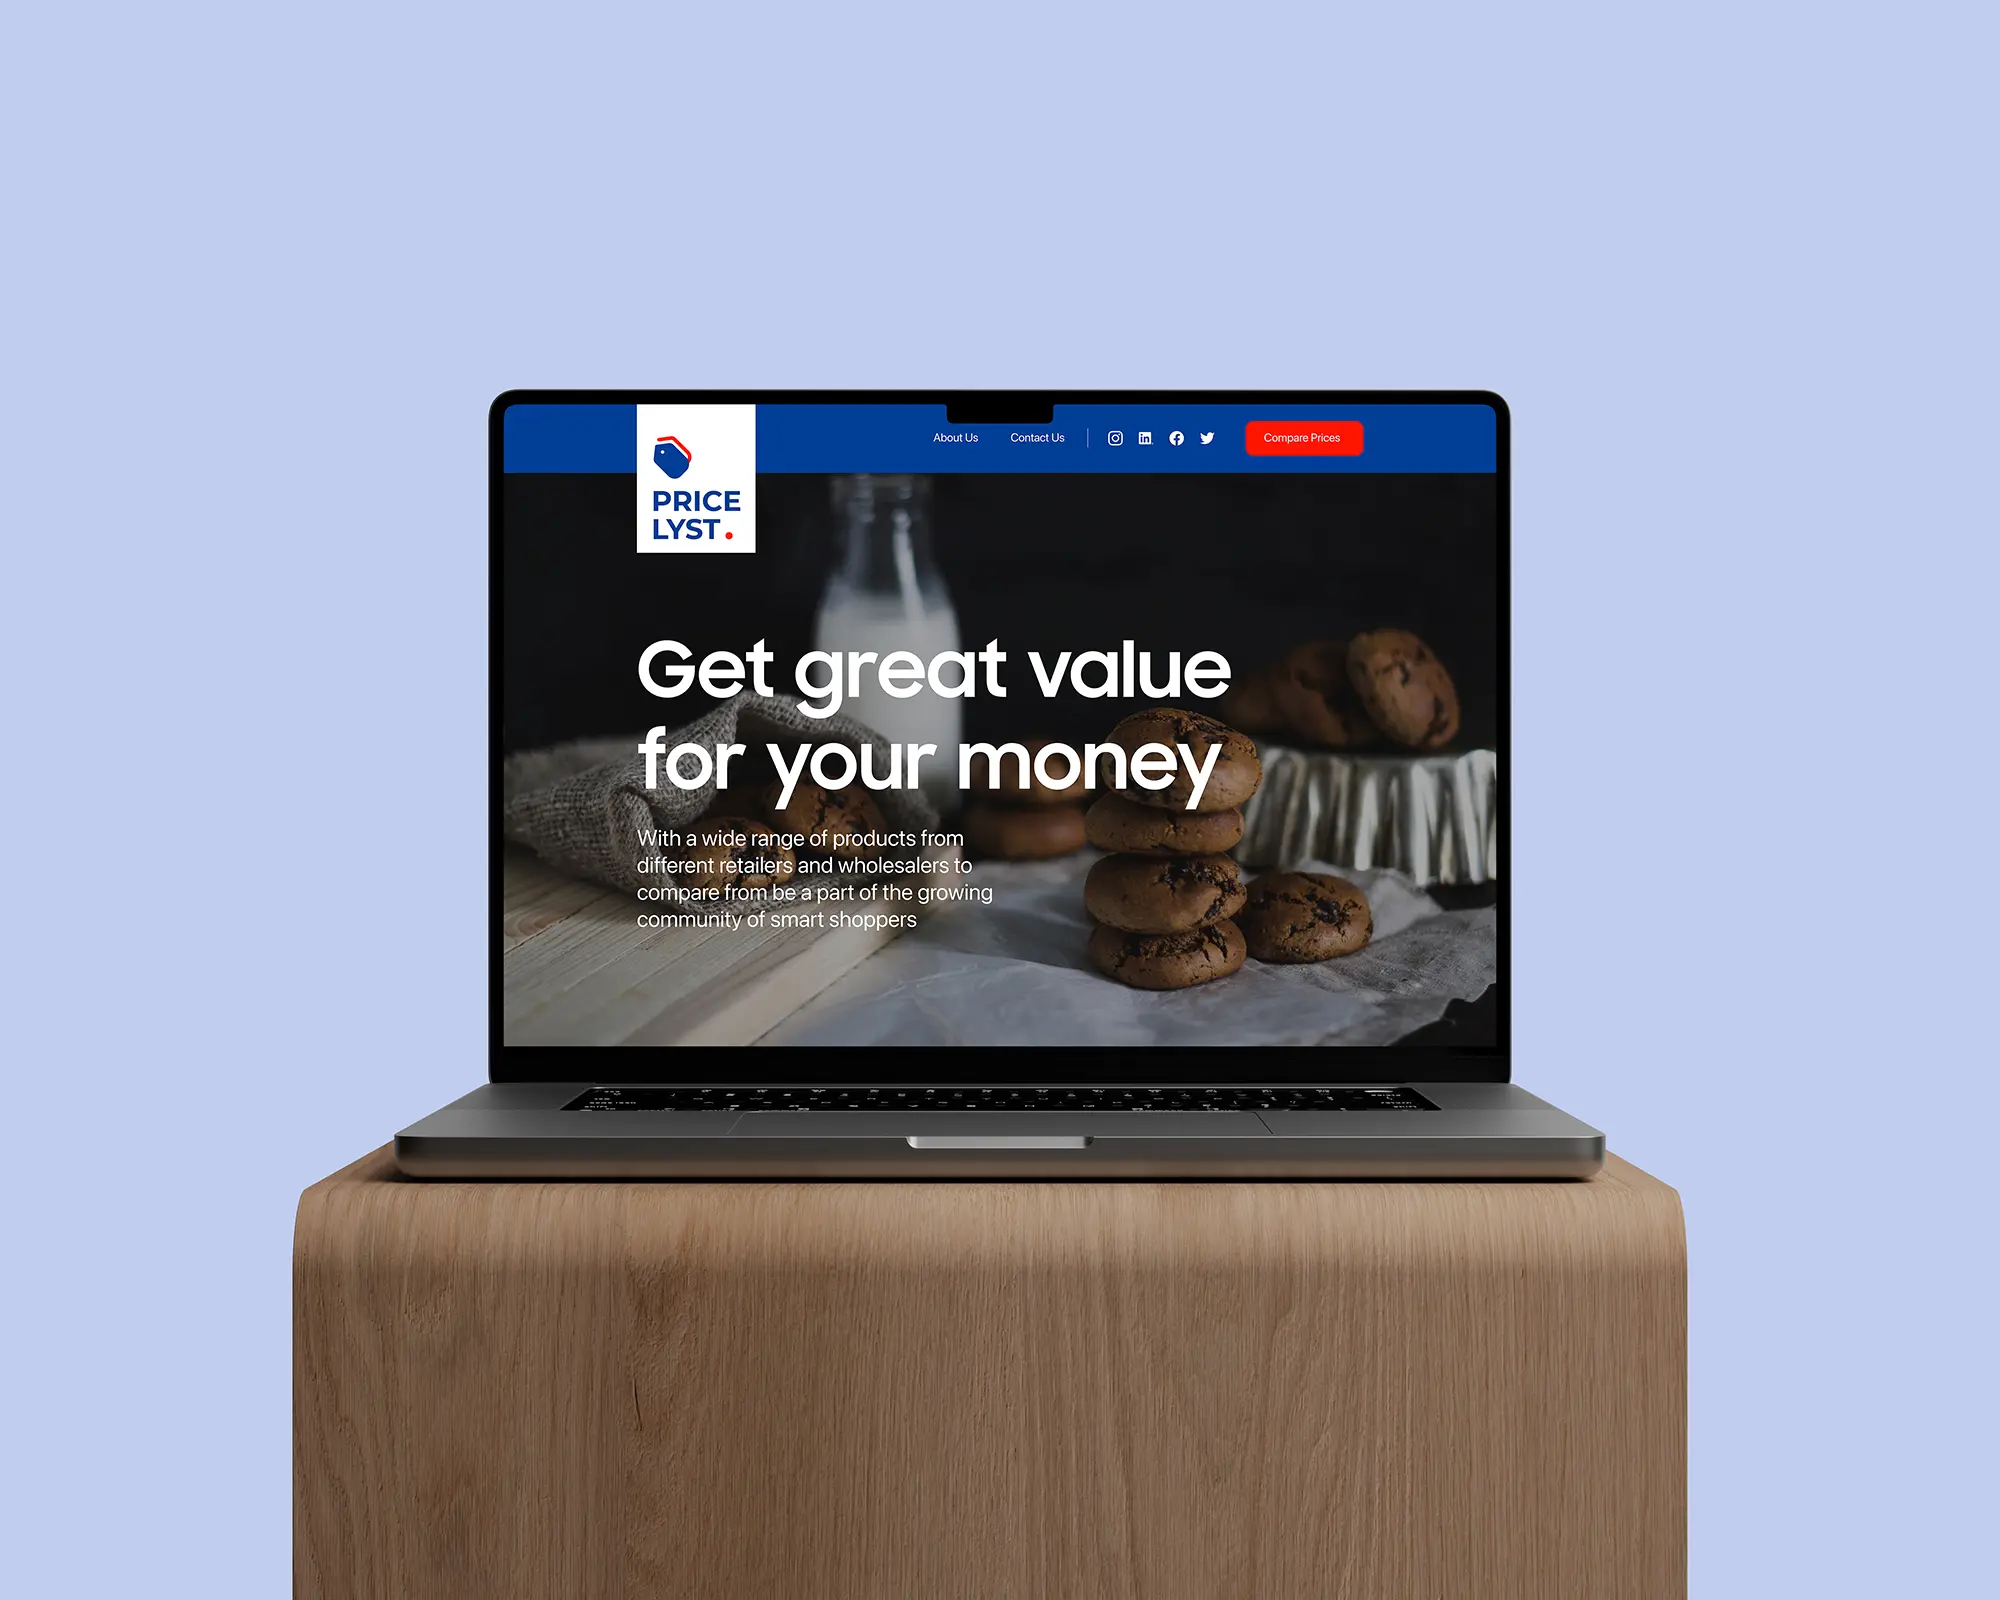 About Us
Contact Us
Compare Prices
PRICE
LYST.
Get great value
for your money
With a wide range of products from
different retailers and wholesalers to
compare from be a part of the growing
community of smart shoppers